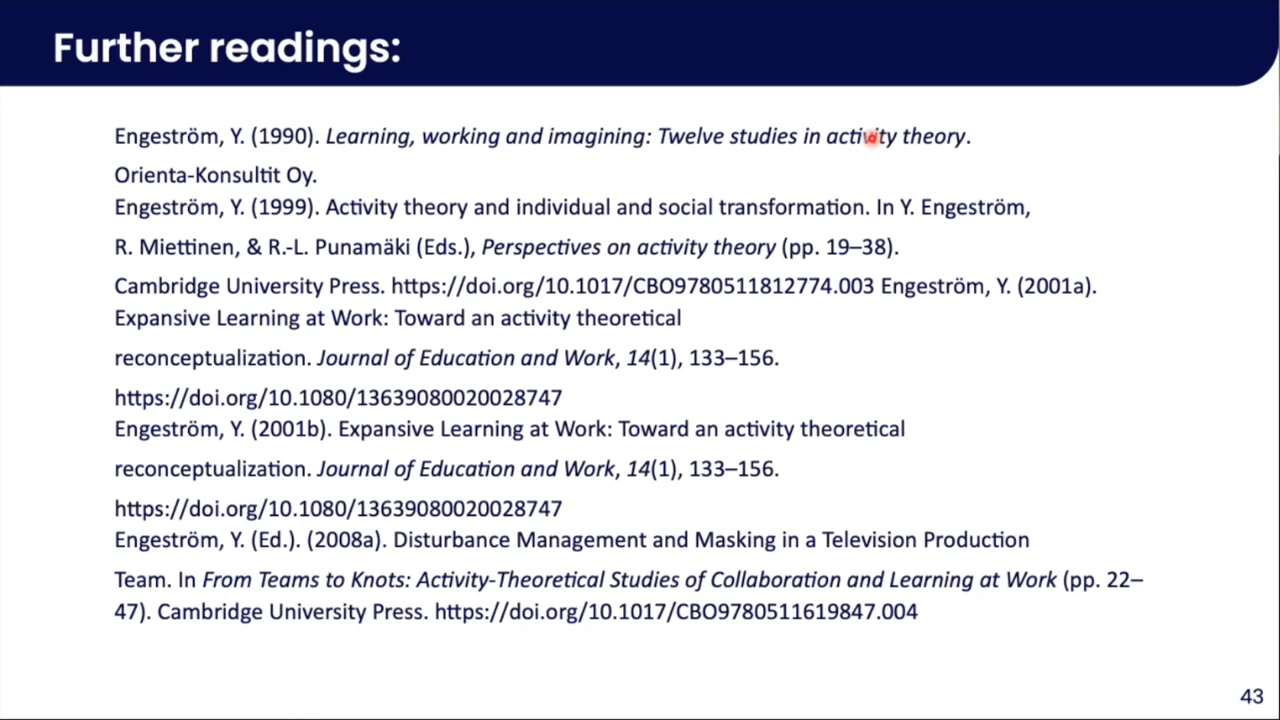 Further readings:
Engeström, Y. (1990). Learning, working and imagining: Twelve studies in activity theory.
Orienta-Konsultit Oy.
Engeström, Y. (1999). Activity theory and individual and social transformation. In Y. Engeström,
R. Miettinen, & R.-L. Punamäki (Eds.), Perspectives on activity theory (pp. 19–38).
Cambridge University Press. https://doi.org/10.1017/CBO9780511812774.003 Engeström, Y. (2001a).
Expansive Learning at Work: Toward an activity theoretical
reconceptualization. Journal of Education and Work, 14(1), 133–156.
https://doi.org/10.1080/13639080020028747
Engeström, Y. (2001b). Expansive Learning at Work: Toward an activity theoretical
reconceptualization. Journal of Education and Work, 14(1), 133–156.
https://doi.org/10.1080/13639080020028747
Engeström, Y. (Ed.). (2008a). Disturbance Management and Masking in a Television Production
Team. In From Teams to Knots: Activity-Theoretical Studies of Collaboration and Learning at Work (pp. 22–
47). Cambridge University Press. https://doi.org/10.1017/CBO9780511619847.004
43